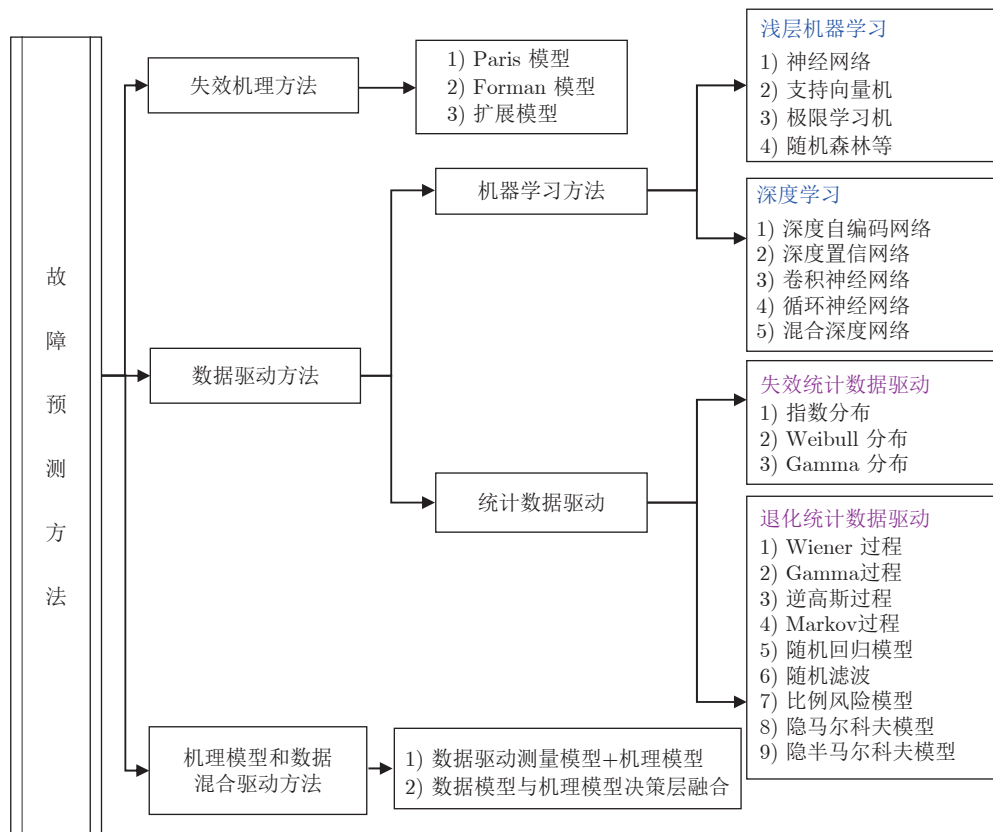 故
障
预
测
方
法
失效机理方法
1) Paris 模型
2) Forman 模型
3) 扩展模型
数据驱动方法
机器学习方法
浅层机器学习
1) 神经网络
2) 支持向量机
3) 极限学习机
4) 随机森林等
深度学习
1) 深度自编码网络
2) 深度置信网络
3) 卷积神经网络
4) 循环神经网络
5) 混合深度网络
统计数据驱动
失效统计数据驱动
1) 指数分布
2) Weibull 分布
3) Gamma 分布
退化统计数据驱动
1) Wiener 过程
2) Gamma过程
3) 逆高斯过程
4) Markov过程
5) 随机回归模型
6) 随机滤波
7) 比例风险模型
8) 隐马尔科夫模型
9) 隐半马尔科夫模型
机理模型和数据
混合驱动方法
1) 数据驱动测量模型+机理模型
2) 数据模型与机理模型决策层融合